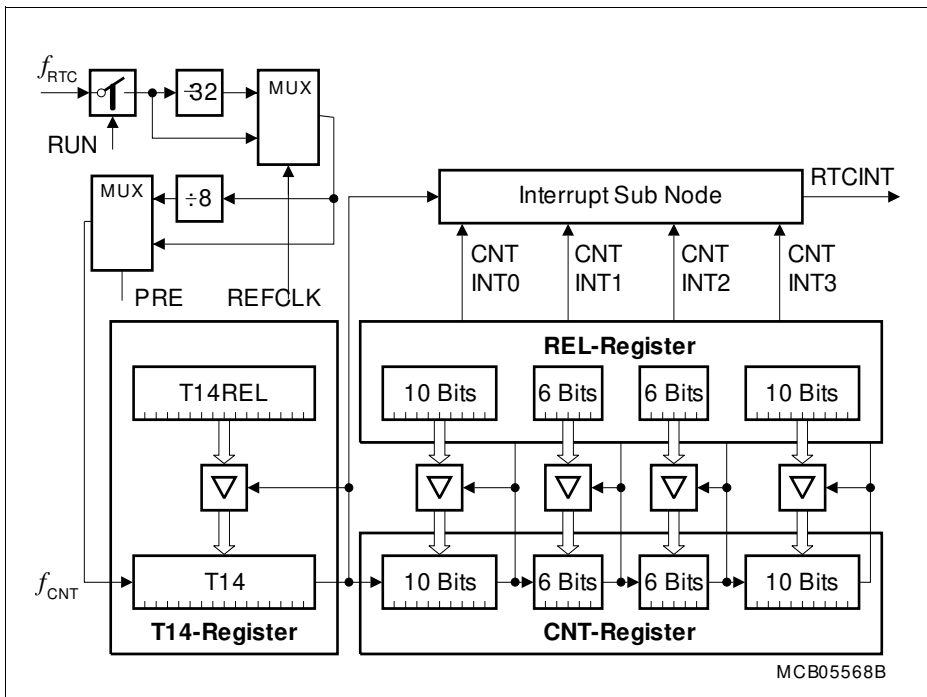 fRTC
÷32
MUX
RUN
MUX
÷8
Interrupt Sub Node
RTCINT
CNT INT0
CNT INT1
CNT INT2
CNT INT3
PRE
REFCLK
REL-Register
T14REL
10 Bits
6 Bits
6 Bits
10 Bits
fCNT
T14
10 Bits
6 Bits
6 Bits
10 Bits
T14-Register
CNT-Register
MCB05568B